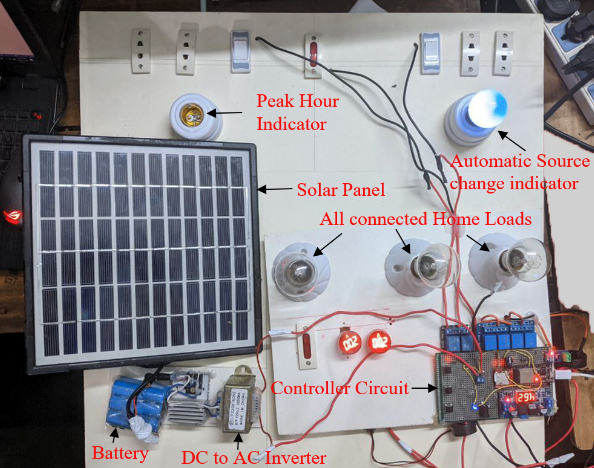 Peak Hour
Indicator
Automatic Source
change indicator
Solar Panel
All connected Home Loads
002
Controller Circuit
Battery
DC to AC Inverter